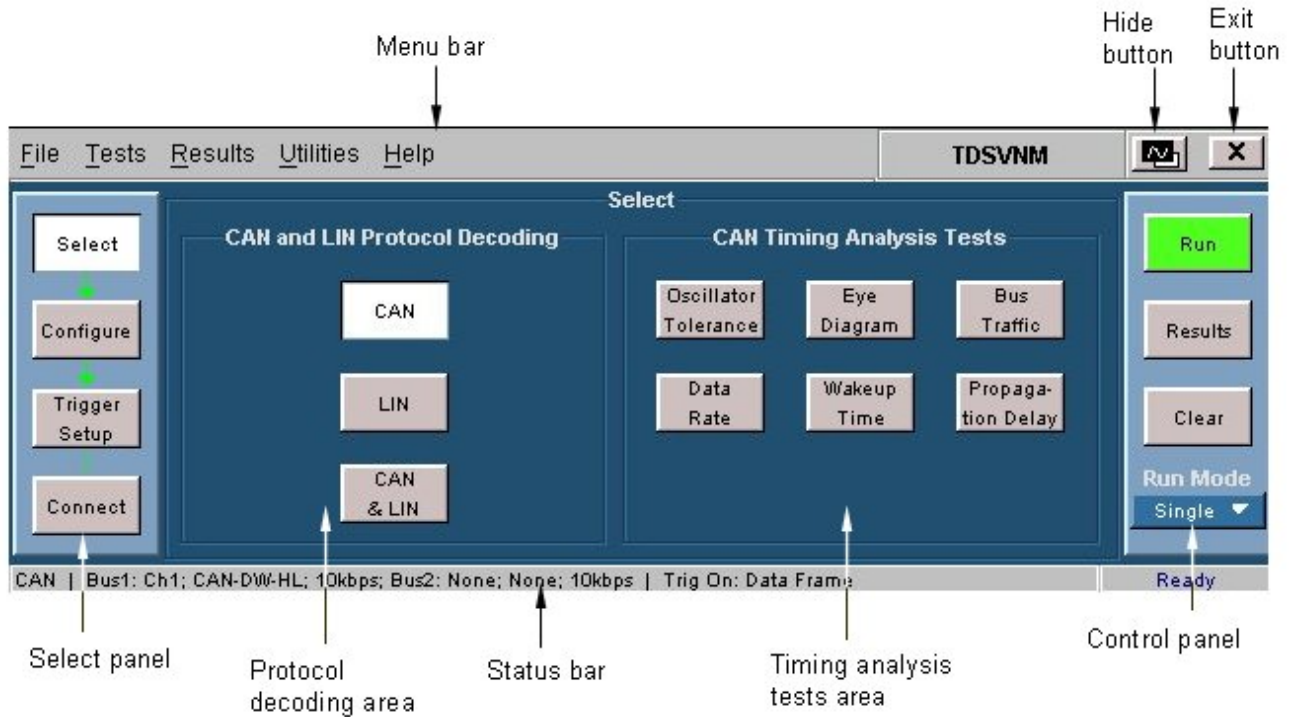 Menu bar
Hide
button
Exit
button
File Tests Results Utilities Help
TDSVNM
X
Select
Select
Configure
Trigger
Setup
Connect
CAN and LIN Protocol Decoding
CAN
LIN
CAN
& LIN
CAN Timing Analysis Tests
Oscillator
Tolerance
Eye
Diagram
Bus
Traffic
Data
Rate
Wakeup
Time
Propaga-
tion Delay
Run
Results
Clear
Run Mode
Single
CAN | Bus1: Ch1; CAN-DW-HL; 10kbps; Bus2: None; None; 10kbps | Trig On: Data Frame
Ready
Select panel
Protocol
decoding area
Status bar
Timing analysis
tests area
Control panel